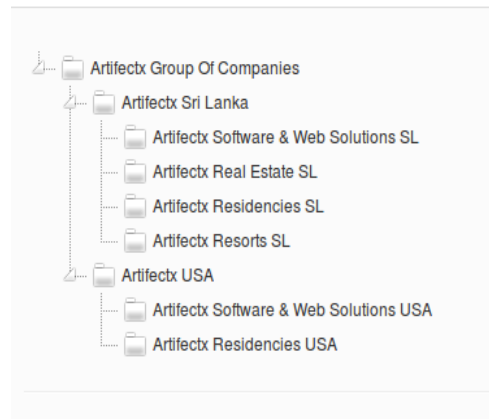 Artifectx Group Of Companies
Artifectx Sri Lanka
Artifectx Software & Web Solutions SL
Artifectx Real Estate SL
Artifectx Residencies SL
Artifectx Resorts SL
Artifectx USA
Artifectx Software & Web Solutions USA
Artifectx Residencies USA